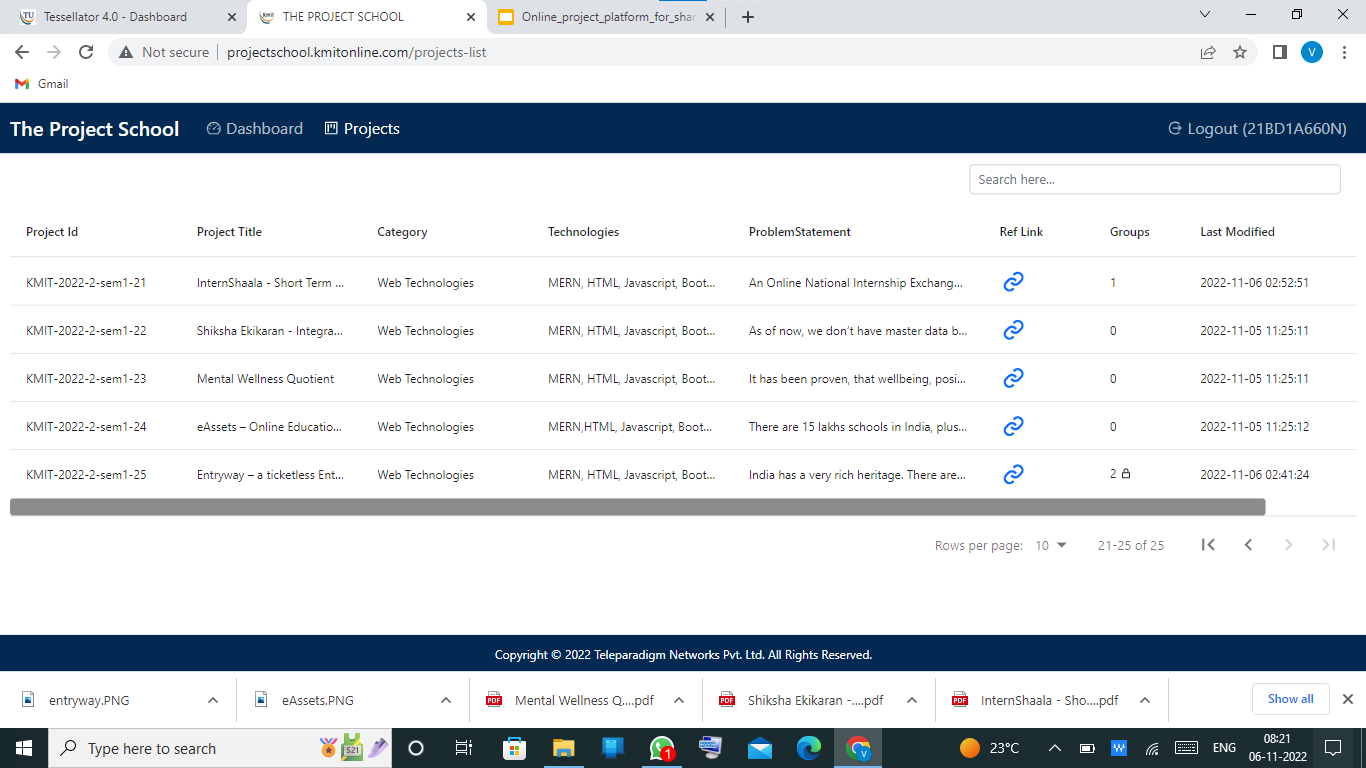 Tessellator 4.0 - Dashboard
THE PROJECT SCHOOL
Online_project_platform_for_shar
Not secure
projectschool.kmitonline.com/projects-list
V
Gmail
The Project School
Dashboard
Projects
Logout (21BD1A660N)
Search here...
Project Id Project Title Category Technologies ProblemStatement Ref Link Groups Last Modified
KMIT-2022-2-sem1-21 InternShaala - Short Term ... Web Technologies MERN, HTML, Javascript, Boot... An Online National Internship Exchang... 1 2022-11-06 02:52:51
KMIT-2022-2-sem1-22 Shiksha Ekikaran - Integra... Web Technologies MERN, HTML, Javascript, Boot... As of now, we don't have master data b... 0 2022-11-05 11:25:11
KMIT-2022-2-sem1-23 Mental Wellness Quotient Web Technologies MERN, HTML, Javascript, Boot... It has been proven, that wellbeing, posi... 0 2022-11-05 11:25:11
KMIT-2022-2-sem1-24 eAssets – Online Educatio... Web Technologies MERN,HTML, Javascript, Boot... There are 15 lakhs schools in India, plus... 0 2022-11-05 11:25:12
KMIT-2022-2-sem1-25 Entryway – a ticketless Ent... Web Technologies MERN, HTML, Javascript, Boot... India has a very rich heritage. There are... 2 2022-11-06 02:41:24
Rows per page: 10 21-25 of 25
Copyright © 2022 Teleparadigm Networks Pvt. Ltd. All Rights Reserved.
entryway.PNG
eAssets.PNG
PDF Mental Wellness Q....pdf
PDF Shiksha Ekikaran -....pdf
PDF InternShaala - Sho....pdf
Show all
Type here to search
521
1
V
23°C
W
ENG
08:21
06-11-2022